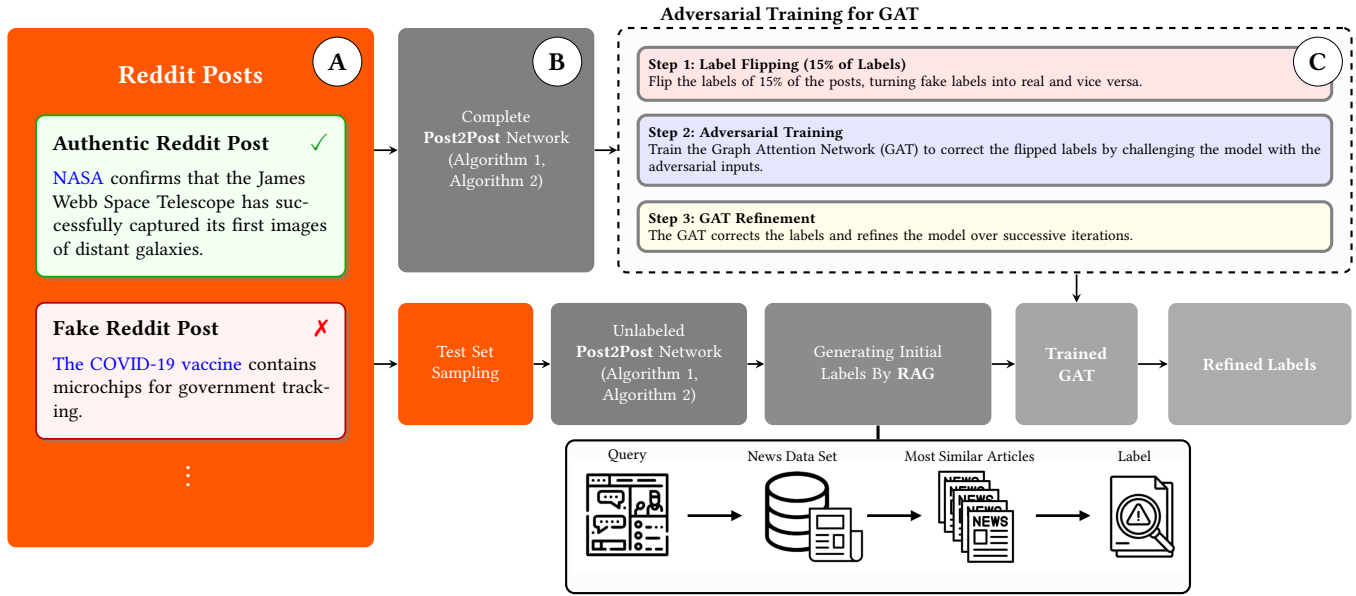 Adversarial Training for GAT
A
Reddit Posts
Authentic Reddit Post ✓
NASA confirms that the James
Webb Space Telescope has suc-
cessfully captured its first images
of distant galaxies.
Fake Reddit Post ✗
The COVID-19 vaccine contains
microchips for government track-
ing.
⋮
B
Complete
Post2Post Network
(Algorithm 1,
Algorithm 2)
C
Step 1: Label Flipping (15% of Labels)
Flip the labels of 15% of the posts, turning fake labels into real and vice versa.
Step 2: Adversarial Training
Train the Graph Attention Network (GAT) to correct the flipped labels by challenging the model with the
adversarial inputs.
Step 3: GAT Refinement
The GAT corrects the labels and refines the model over successive iterations.
Test Set
Sampling
Unlabeled
Post2Post Network
(Algorithm 1,
Algorithm 2)
Generating Initial
Labels By RAG
Trained
GAT
Refined Labels
Query
News Data Set
Most Similar Articles
Label
NEWS
NEWS
NEWS
NEWS
NEWS